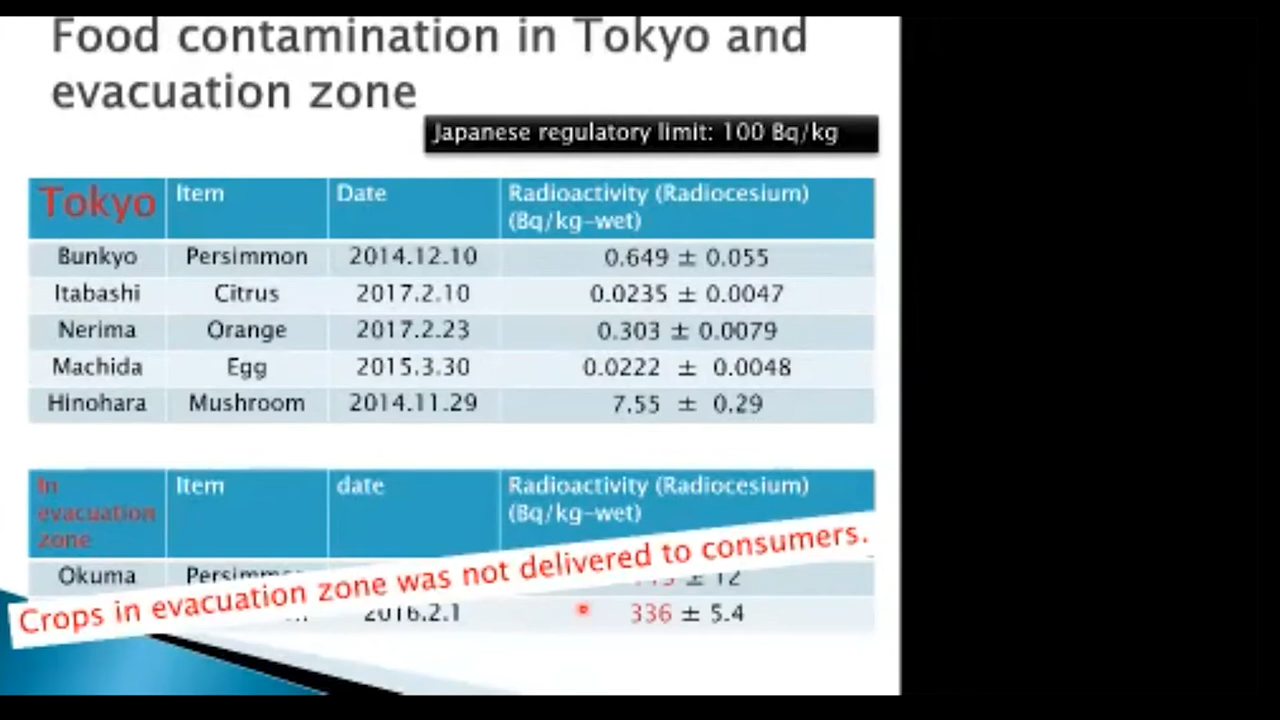 Food contamination in Tokyo and
evacuation zone
Japanese regulatory limit: 100 Bq/kg
Tokyo Item Date Radioactivity (Radiocesium)
(Bq/kg-wet)
Bunkyo Persimmon 2014.12.10 0.649 ± 0.055
Itabashi Citrus 2017.2.10 0.0235 ± 0.0047
Nerima Orange 2017.2.23 0.303 ± 0.0079
Machida Egg 2015.3.30 0.0222 ± 0.0048
Hinohara Mushroom 2014.11.29 7.55 ± 0.29
In
evacuation
zone
Item date Radioactivity (Radiocesium)
(Bq/kg-wet)
Crops in evacuation zone was not delivered to consumers.
Okuma ± 12
2016.2.1 336 ± 5.4